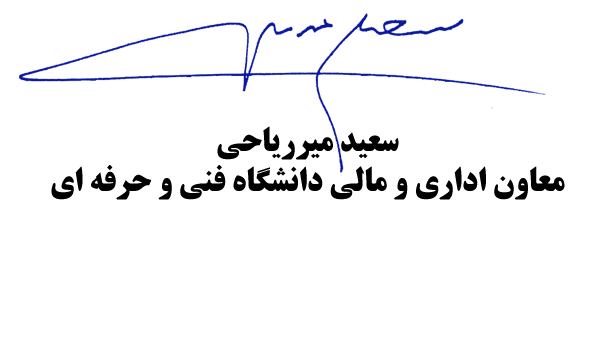 سعید میرریاحی
معاون اداری و مالی دانشگاه فنی و حرفه ای